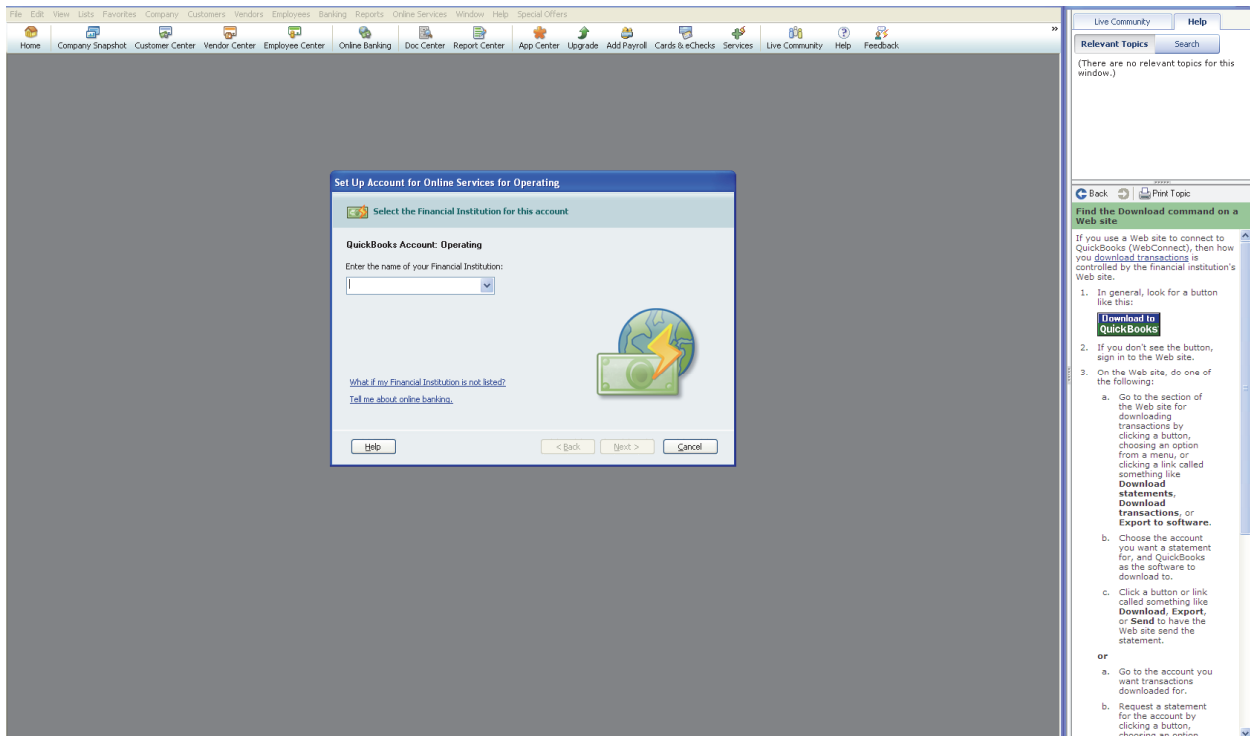 File Edit View Lists Favorites Company Customers Vendors Employees Banking Reports Online Services Window Help Special Offers
Home Company Snapshot Customer Center Vendor Center Employee Center Online Banking Doc Center Report Center App Center Upgrade Add Payroll Cards & eChecks Services Live Community Help Feedback
»
Set Up Account for Online Services for Operating
Select the Financial Institution for this account
QuickBooks Account: Operating
Enter the name of your Financial Institution:
What if my Financial Institution is not listed?
Tell me about online banking.
Help < Back Next > Cancel
Live Community Help
Relevant Topics Search
(There are no relevant topics for this
window.)
Back Print Topic
Find the Download command on a
Web site
If you use a Web site to connect to
QuickBooks (WebConnect), then how
you download transactions is
controlled by the financial institution's
Web site.
1. In general, look for a button
like this:
Download to
QuickBooks
2. If you don't see the button,
sign in to the Web site.
3. On the Web site, do one of
the following:
a. Go to the section of
the Web site for
downloading
transactions by
clicking a button,
choosing an option
from a menu, or
clicking a link called
something like
Download
statements,
Download
transactions, or
Export to software.
b. Choose the account
you want a statement
for, and QuickBooks
as the software to
download to.
c. Click a button or link
called something like
Download, Export,
or Send to have the
Web site send the
statement.
or
a. Go to the account you
want transactions
downloaded for.
b. Request a statement
for the account by
clicking a button,
choosing an option